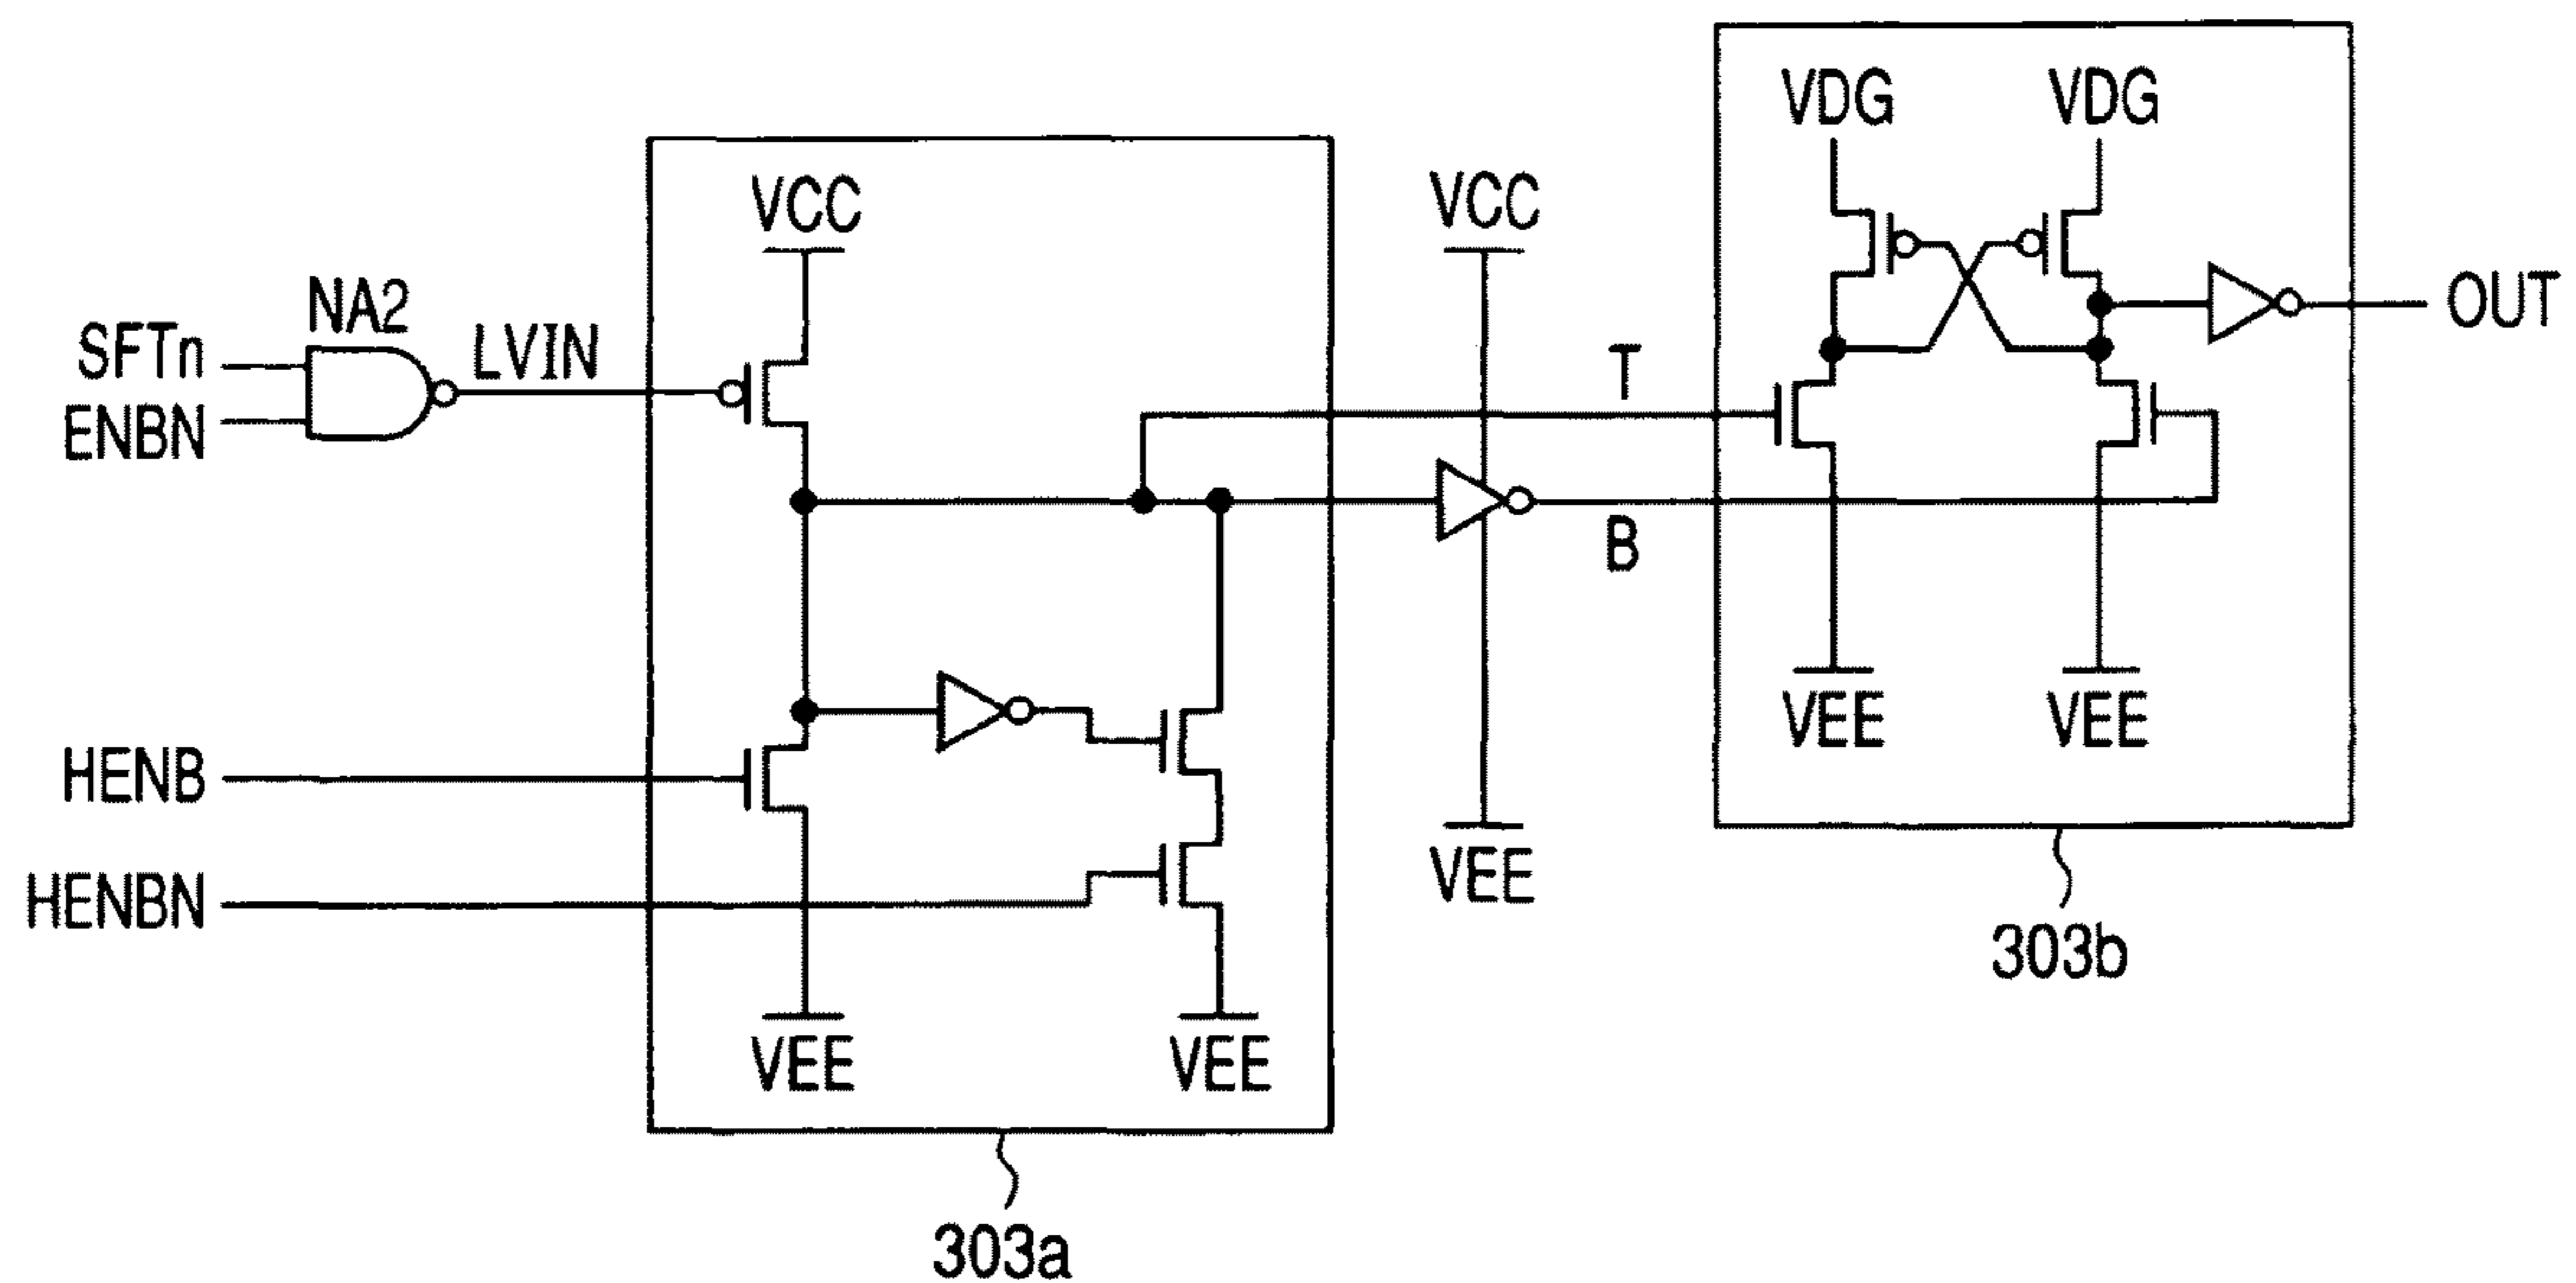 VDG
VDG
VCC
VCC
NA2
SFTn
LVIN
ENBN
OUT
T
B
HENB
HENBN
VEE
VEE
VEE
VEE
VEE
303b
303a